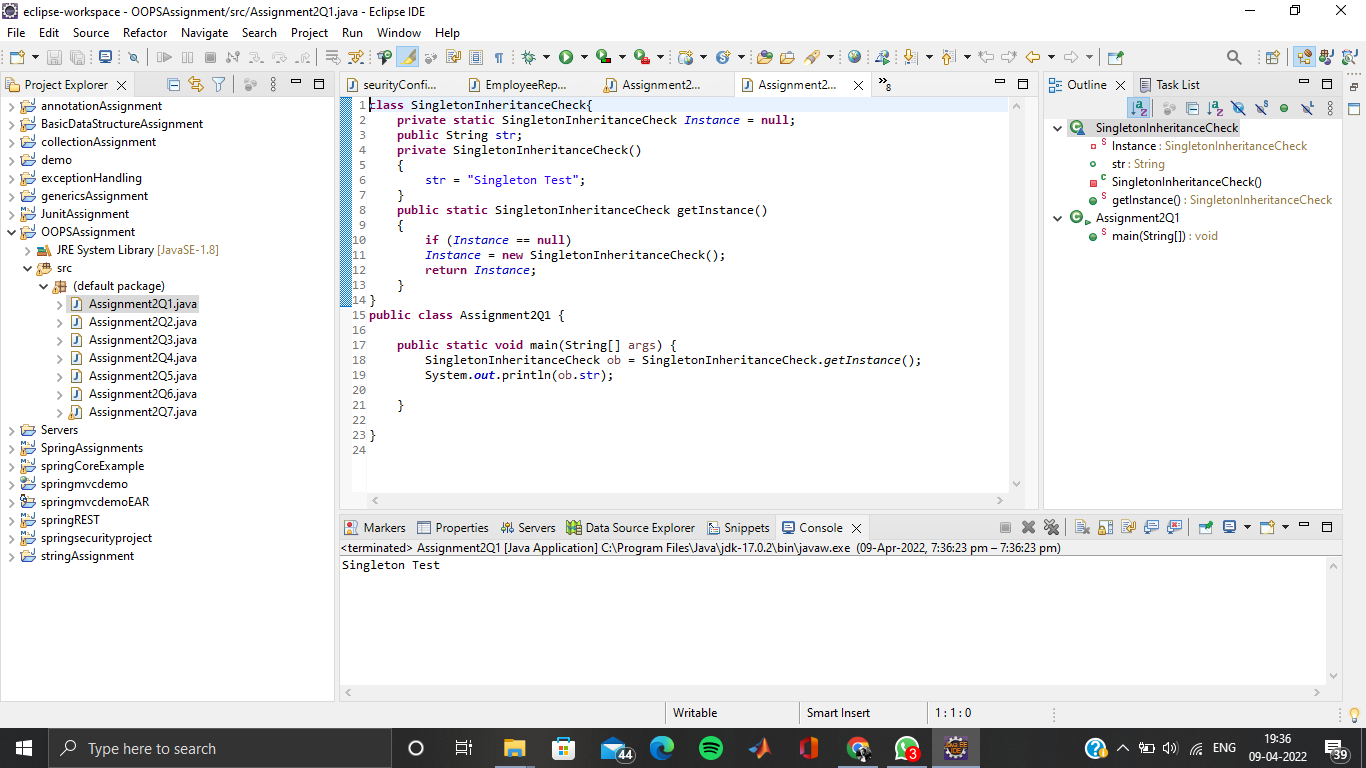 eclipse-workspace - OOPSAssignment/src/Assignment2Q1.java - Eclipse IDE
File Edit Source Refactor Navigate Search Project Run Window Help
Project Explorer
annotationAssignment
BasicDataStructureAssignment
collectionAssignment
demo
exceptionHandling
genericsAssignment
JunitAssignment
OOPSAssignment
JRE System Library [JavaSE-1.8]
src
(default package)
Assignment2Q1.java
Assignment2Q2.java
Assignment2Q3.java
Assignment2Q4.java
Assignment2Q5.java
Assignment2Q6.java
Assignment2Q7.java
Servers
SpringAssignments
springCoreExample
springmvcdemo
springmvcdemoEAR
springREST
springsecurityproject
stringAssignment
seurityConfi... EmployeeRep... Assignment2... Assignment2... »8
1 class SingletonInheritanceCheck{
2 private static SingletonInheritanceCheck Instance = null;
3 public String str;
4 private SingletonInheritanceCheck()
5 {
6 str = "Singleton Test";
7 }
8 public static SingletonInheritanceCheck getInstance()
9 {
10 if (Instance == null)
11 Instance = new SingletonInheritanceCheck();
12 return Instance;
13 }
14 }
15 public class Assignment2Q1 {
16
17 public static void main(String[] args) {
18 SingletonInheritanceCheck ob = SingletonInheritanceCheck.getInstance();
19 System.out.println(ob.str);
20
21 }
22
23 }
24
Outline Task List
SingletonInheritanceCheck
Instance : SingletonInheritanceCheck
str : String
SingletonInheritanceCheck()
getInstance() : SingletonInheritanceCheck
Assignment2Q1
main(String[]) : void
Markers Properties Servers Data Source Explorer Snippets Console
<terminated> Assignment2Q1 [Java Application] C:\Program Files\Java\jdk-17.0.2\bin\javaw.exe (09-Apr-2022, 7:36:23 pm – 7:36:23 pm)
Singleton Test
Writable Smart Insert 1 : 1 : 0
Type here to search
44
3
ENG
19:36
09-04-2022
39